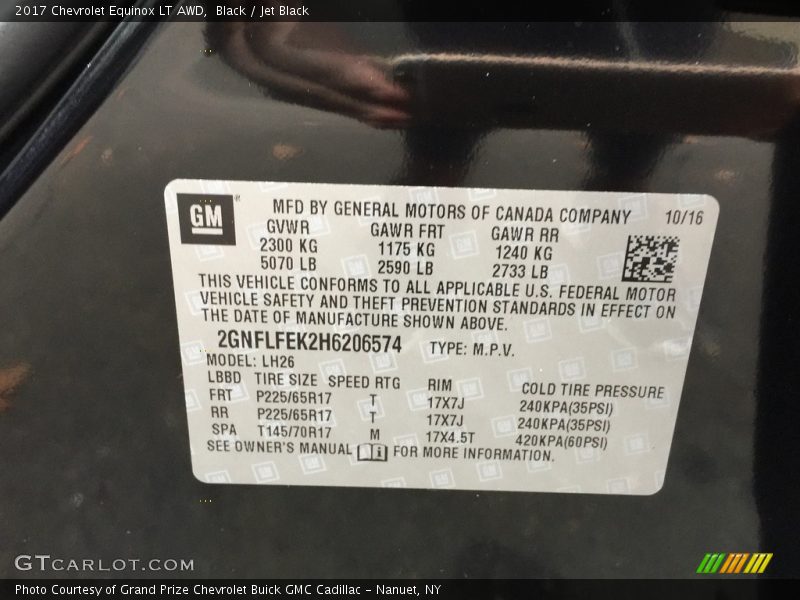 2017 Chevrolet Equinox LT AWD, Black / Jet Black
GM®
MFD BY GENERAL MOTORS OF CANADA COMPANY 10/16
GVWR GAWR FRT GAWR RR
2300 KG 1175 KG 1240 KG
5070 LB 2590 LB 2733 LB
THIS VEHICLE CONFORMS TO ALL APPLICABLE U.S. FEDERAL MOTOR
VEHICLE SAFETY AND THEFT PREVENTION STANDARDS IN EFFECT ON
THE DATE OF MANUFACTURE SHOWN ABOVE.
2GNFLFEK2H6206574 TYPE: M.P.V.
MODEL: LH26
LBBD TIRE SIZE SPEED RTG RIM COLD TIRE PRESSURE
FRT P225/65R17 T 17X7J 240KPA(35PSI)
RR P225/65R17 T 17X7J 240KPA(35PSI)
SPA T145/70R17 M 17X4.5T 420KPA(60PSI)
SEE OWNER'S MANUAL i FOR MORE INFORMATION.
GTCARLOT.COM
Photo Courtesy of Grand Prize Chevrolet Buick GMC Cadillac – Nanuet, NY